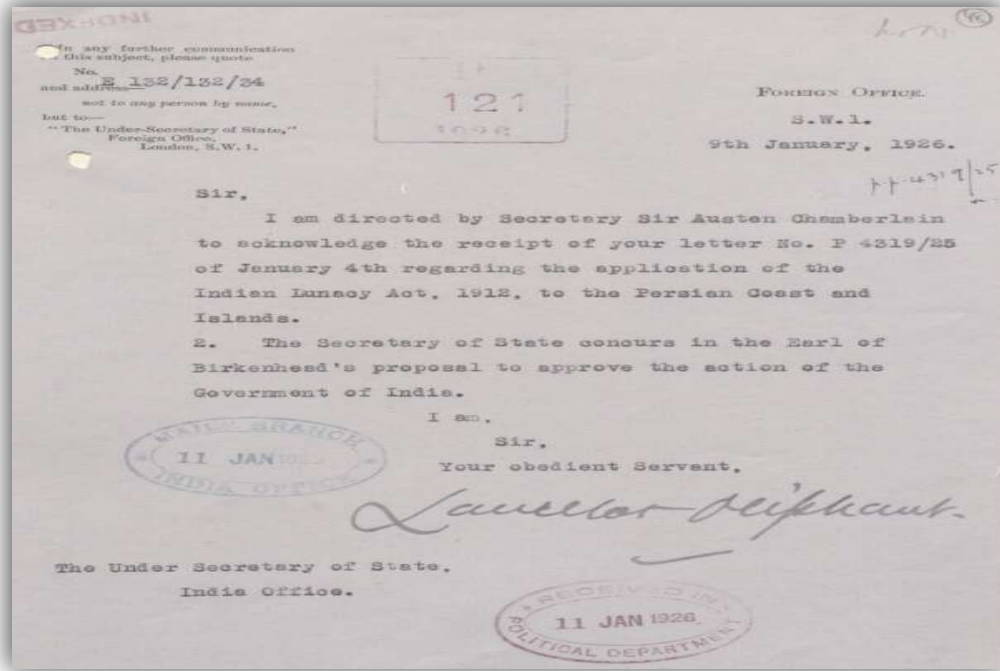 INDEXED
46
In any further communication
this subject, please quote
No.
E 132/132/34
and address
not to any person by name,
but to—
"The Under-Secretary of State,"
Foreign Office,
London, S.W. 1.
121
1926
FOREIGN OFFICE.
S.W.1.
9th January, 1926.
p.p. 4319/25
Sir,
I am directed by Secretary Sir Austen Chamberlain
to acknowledge the receipt of your letter No. P 4319/25
of January 4th regarding the application of the
Indian Lunacy Act, 1912, to the Persian Coast and
Islands.
2. The Secretary of State concurs in the Earl of
Birkenhead's proposal to approve the action of the
Government of India.
I am,
Sir,
Your obedient Servant,
Lancelot Oliphant.
MAILS BRANCH
11 JAN
INDIA OFFICE
The Under Secretary of State,
India Office.
RECEIVED IN
11 JAN 1926
POLITICAL DEPARTMENT